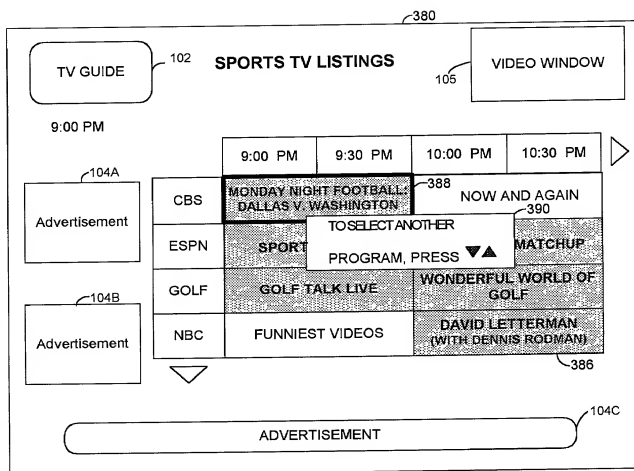 380
TV GUIDE
102
SPORTS TV LISTINGS
105
VIDEO WINDOW
9:00 PM
9:00 PM 9:30 PM 10:00 PM 10:30 PM
104A
Advertisement
CBS
MONDAY NIGHT FOOTBALL:
DALLAS V. WASHINGTON
388
NOW AND AGAIN
390
TO SELECT ANOTHER
PROGRAM, PRESS ▼▲
ESPN
SPORT
MATCHUP
104B
Advertisement
GOLF
GOLF TALK LIVE
WONDERFUL WORLD OF
GOLF
NBC
FUNNIEST VIDEOS
DAVID LETTERMAN
(WITH DENNIS RODMAN)
386
104C
ADVERTISEMENT